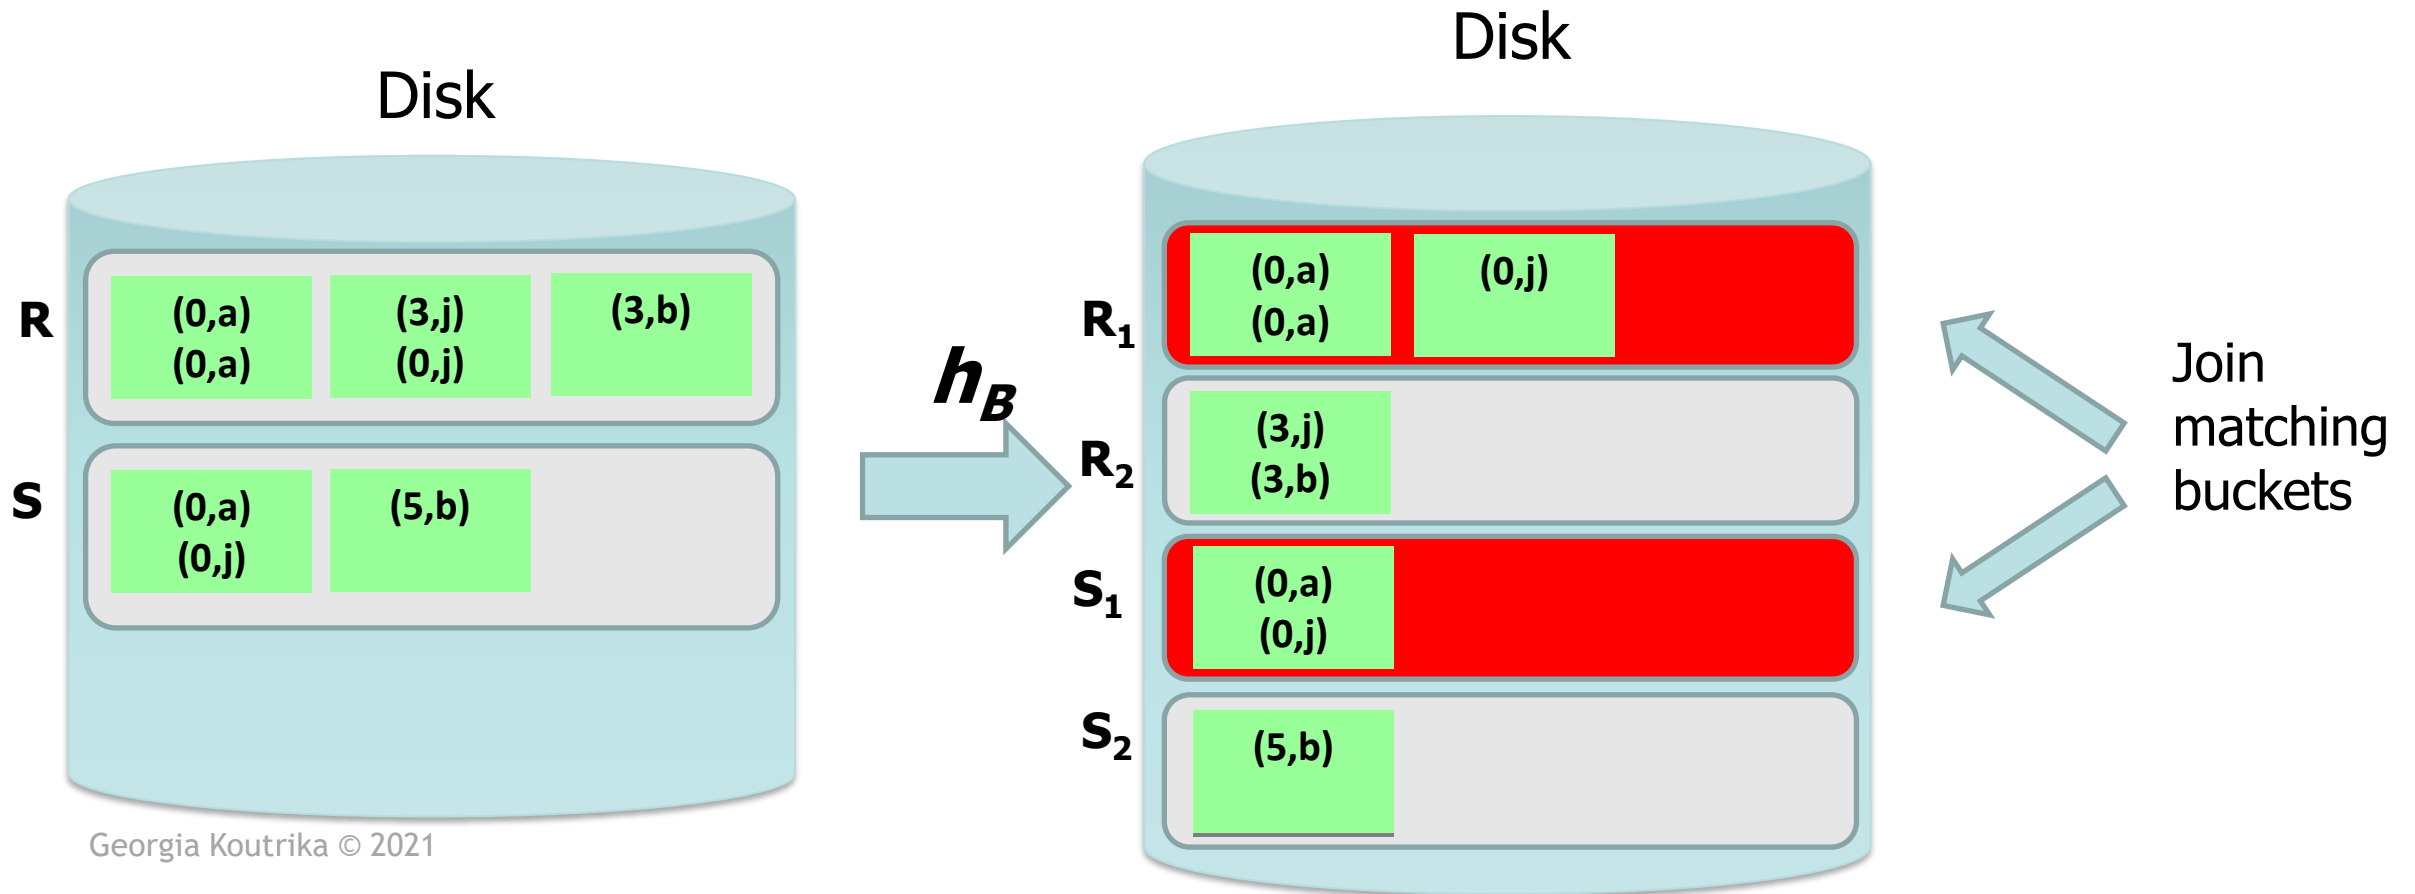 Disk
R
(0,a)
(0,a)
(3,j)
(0,j)
(3,b)
S
(0,a)
(0,j)
(5,b)
Georgia Koutrika © 2021
h_B
Disk
R₁
(0,a)
(0,a)
(0,j)
R₂
(3,j)
(3,b)
S₁
(0,a)
(0,j)
S₂
(5,b)
Join
matching
buckets